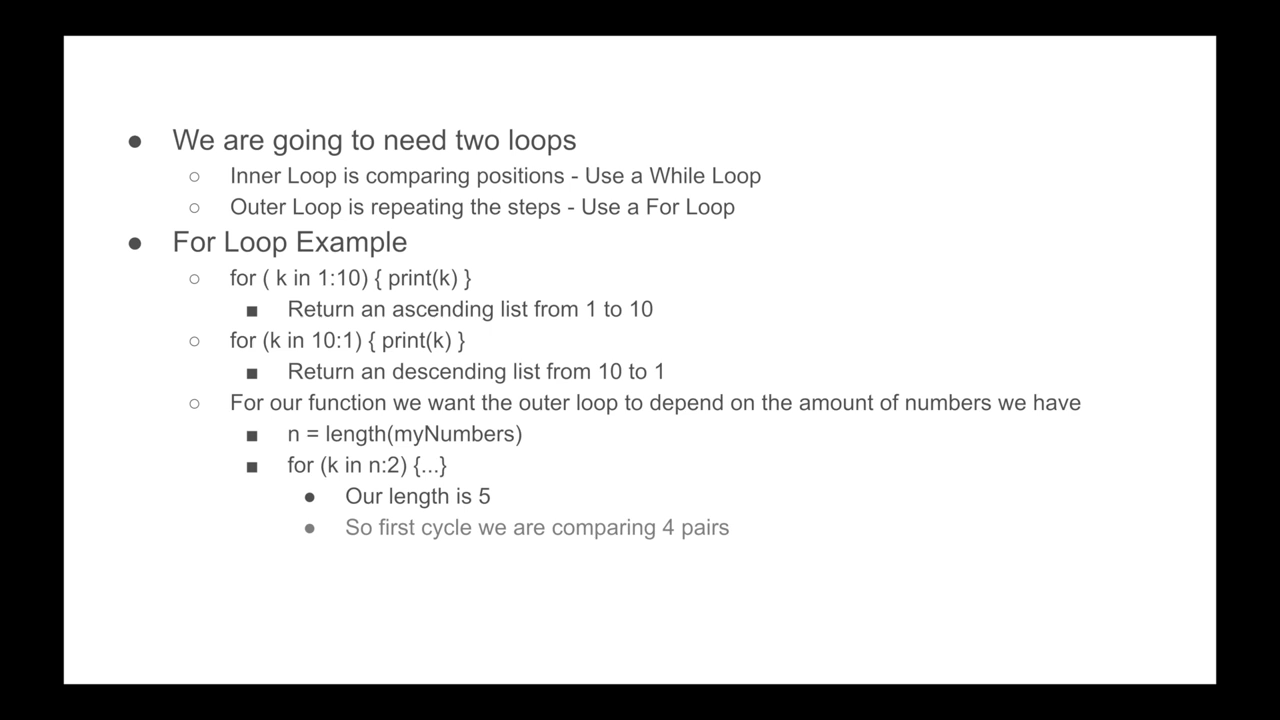 ● We are going to need two loops
○ Inner Loop is comparing positions - Use a While Loop
○ Outer Loop is repeating the steps - Use a For Loop
● For Loop Example
○ for ( k in 1:10) { print(k) }
■ Return an ascending list from 1 to 10
○ for (k in 10:1) { print(k) }
■ Return an descending list from 10 to 1
○ For our function we want the outer loop to depend on the amount of numbers we have
■ n = length(myNumbers)
■ for (k in n:2) {...}
● Our length is 5
● So first cycle we are comparing 4 pairs